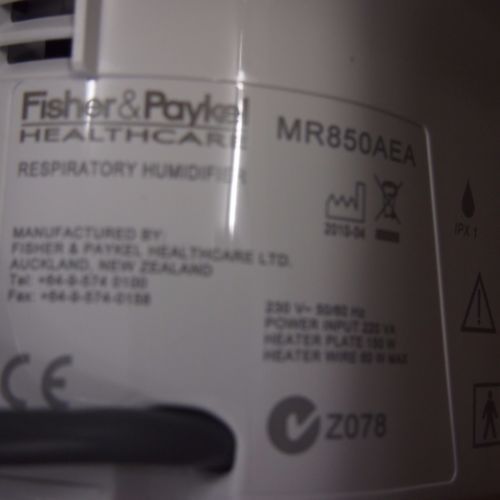 Fisher&Paykel
HEALTHCARE
MR850AEA
RESPIRATORY HUMIDIFIER
2010-04
IPX 1
MANUFACTURED BY:
FISHER & PAYKEL HEALTHCARE LTD.
AUCKLAND, NEW ZEALAND
Tel: +64-9-574 0100
Fax: +64-9-574-0158
230 V~ 50/60 Hz
POWER INPUT 220 VA
HEATER PLATE 150 W
HEATER WIRE 60 W MAX
CE
Z078